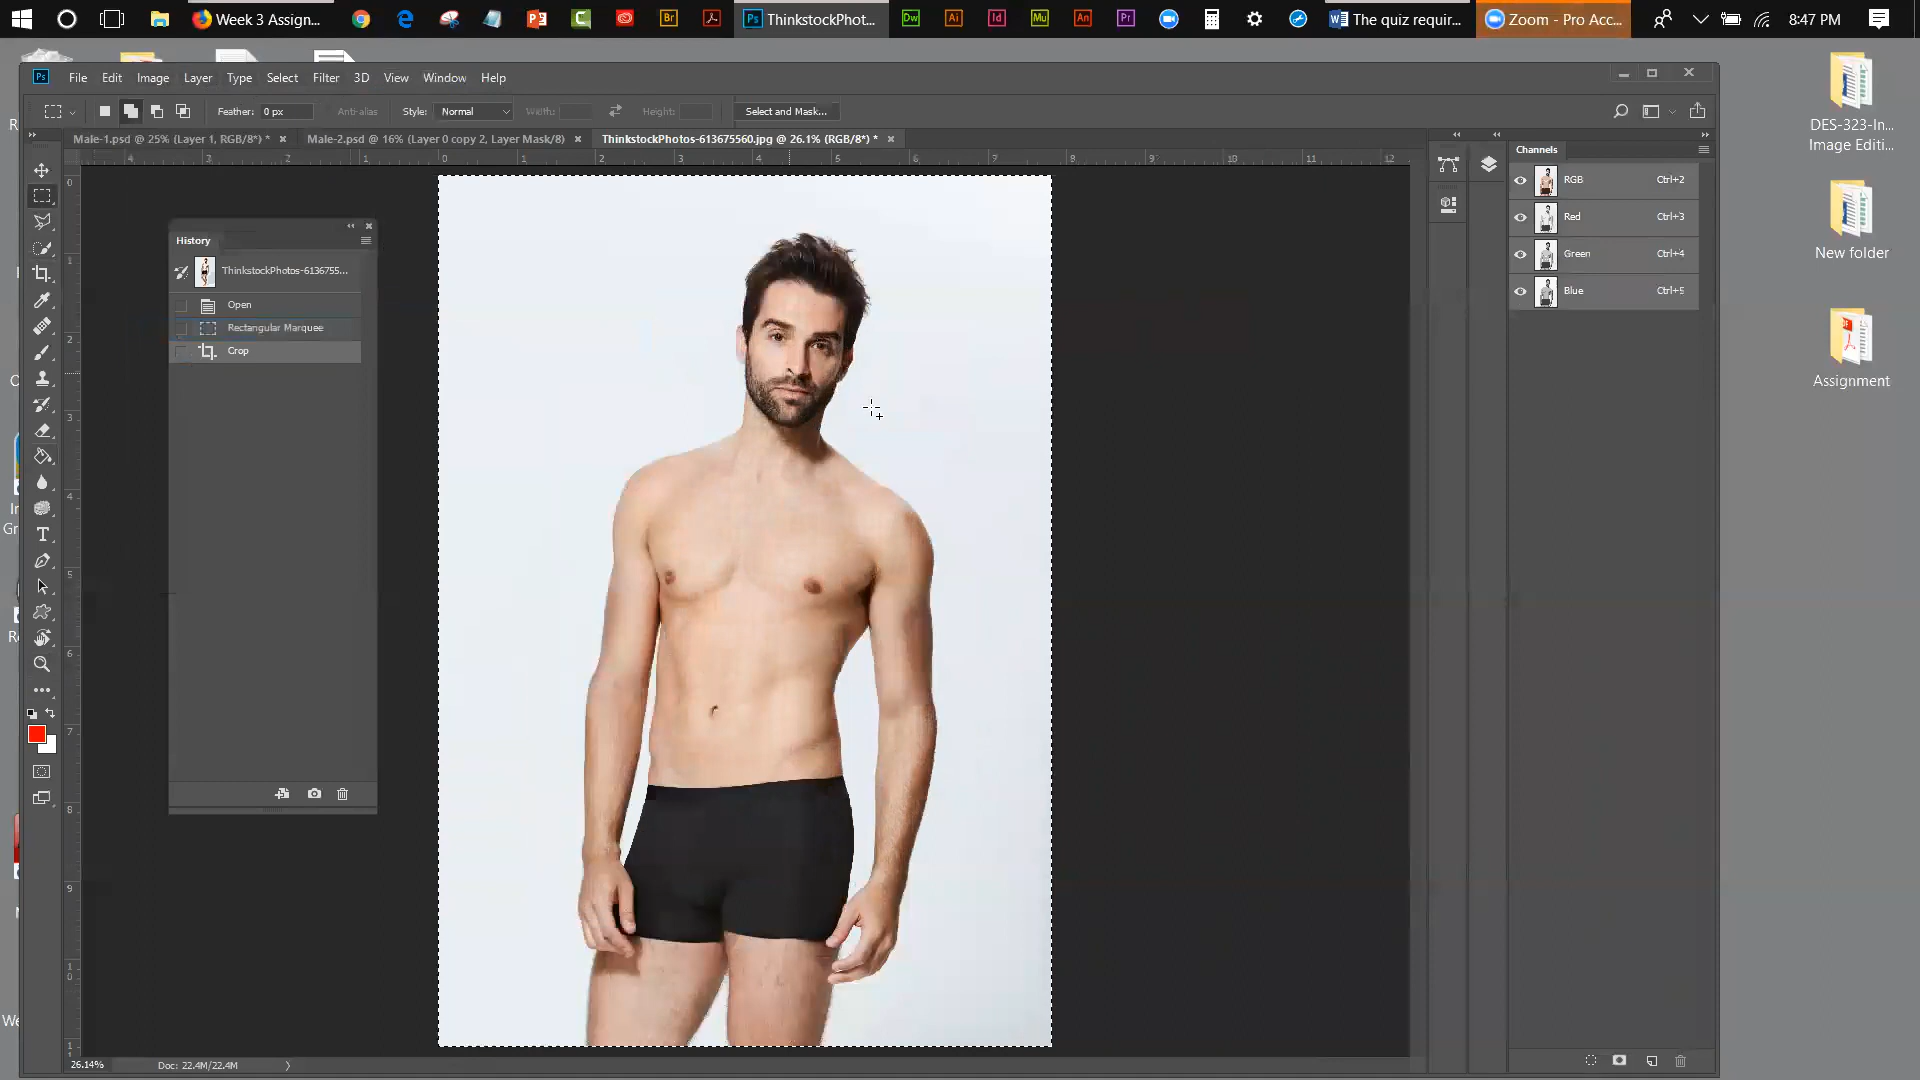 Week 3 Assign...
ThinkstockPhot...
The quiz requir...
Zoom - Pro Acc...
8:47 PM
File Edit Image Layer Type Select Filter 3D View Window Help
Feather: 0 px Anti-alias Style: Normal Width: Height: Select and Mask...
Male-1.psd @ 25% (Layer 1, RGB/8*) *
Male-2.psd @ 16% (Layer 0 copy 2, Layer Mask/8)
ThinkstockPhotos-613675560.jpg @ 26.1% (RGB/8*) *
History
ThinkstockPhotos-6136755...
Open
Rectangular Marquee
Crop
Channels
RGB Ctrl+2
Red Ctrl+3
Green Ctrl+4
Blue Ctrl+5
DES-323-In...
Image Editi...
New folder
Assignment
26.14% Doc: 22.4M/22.4M